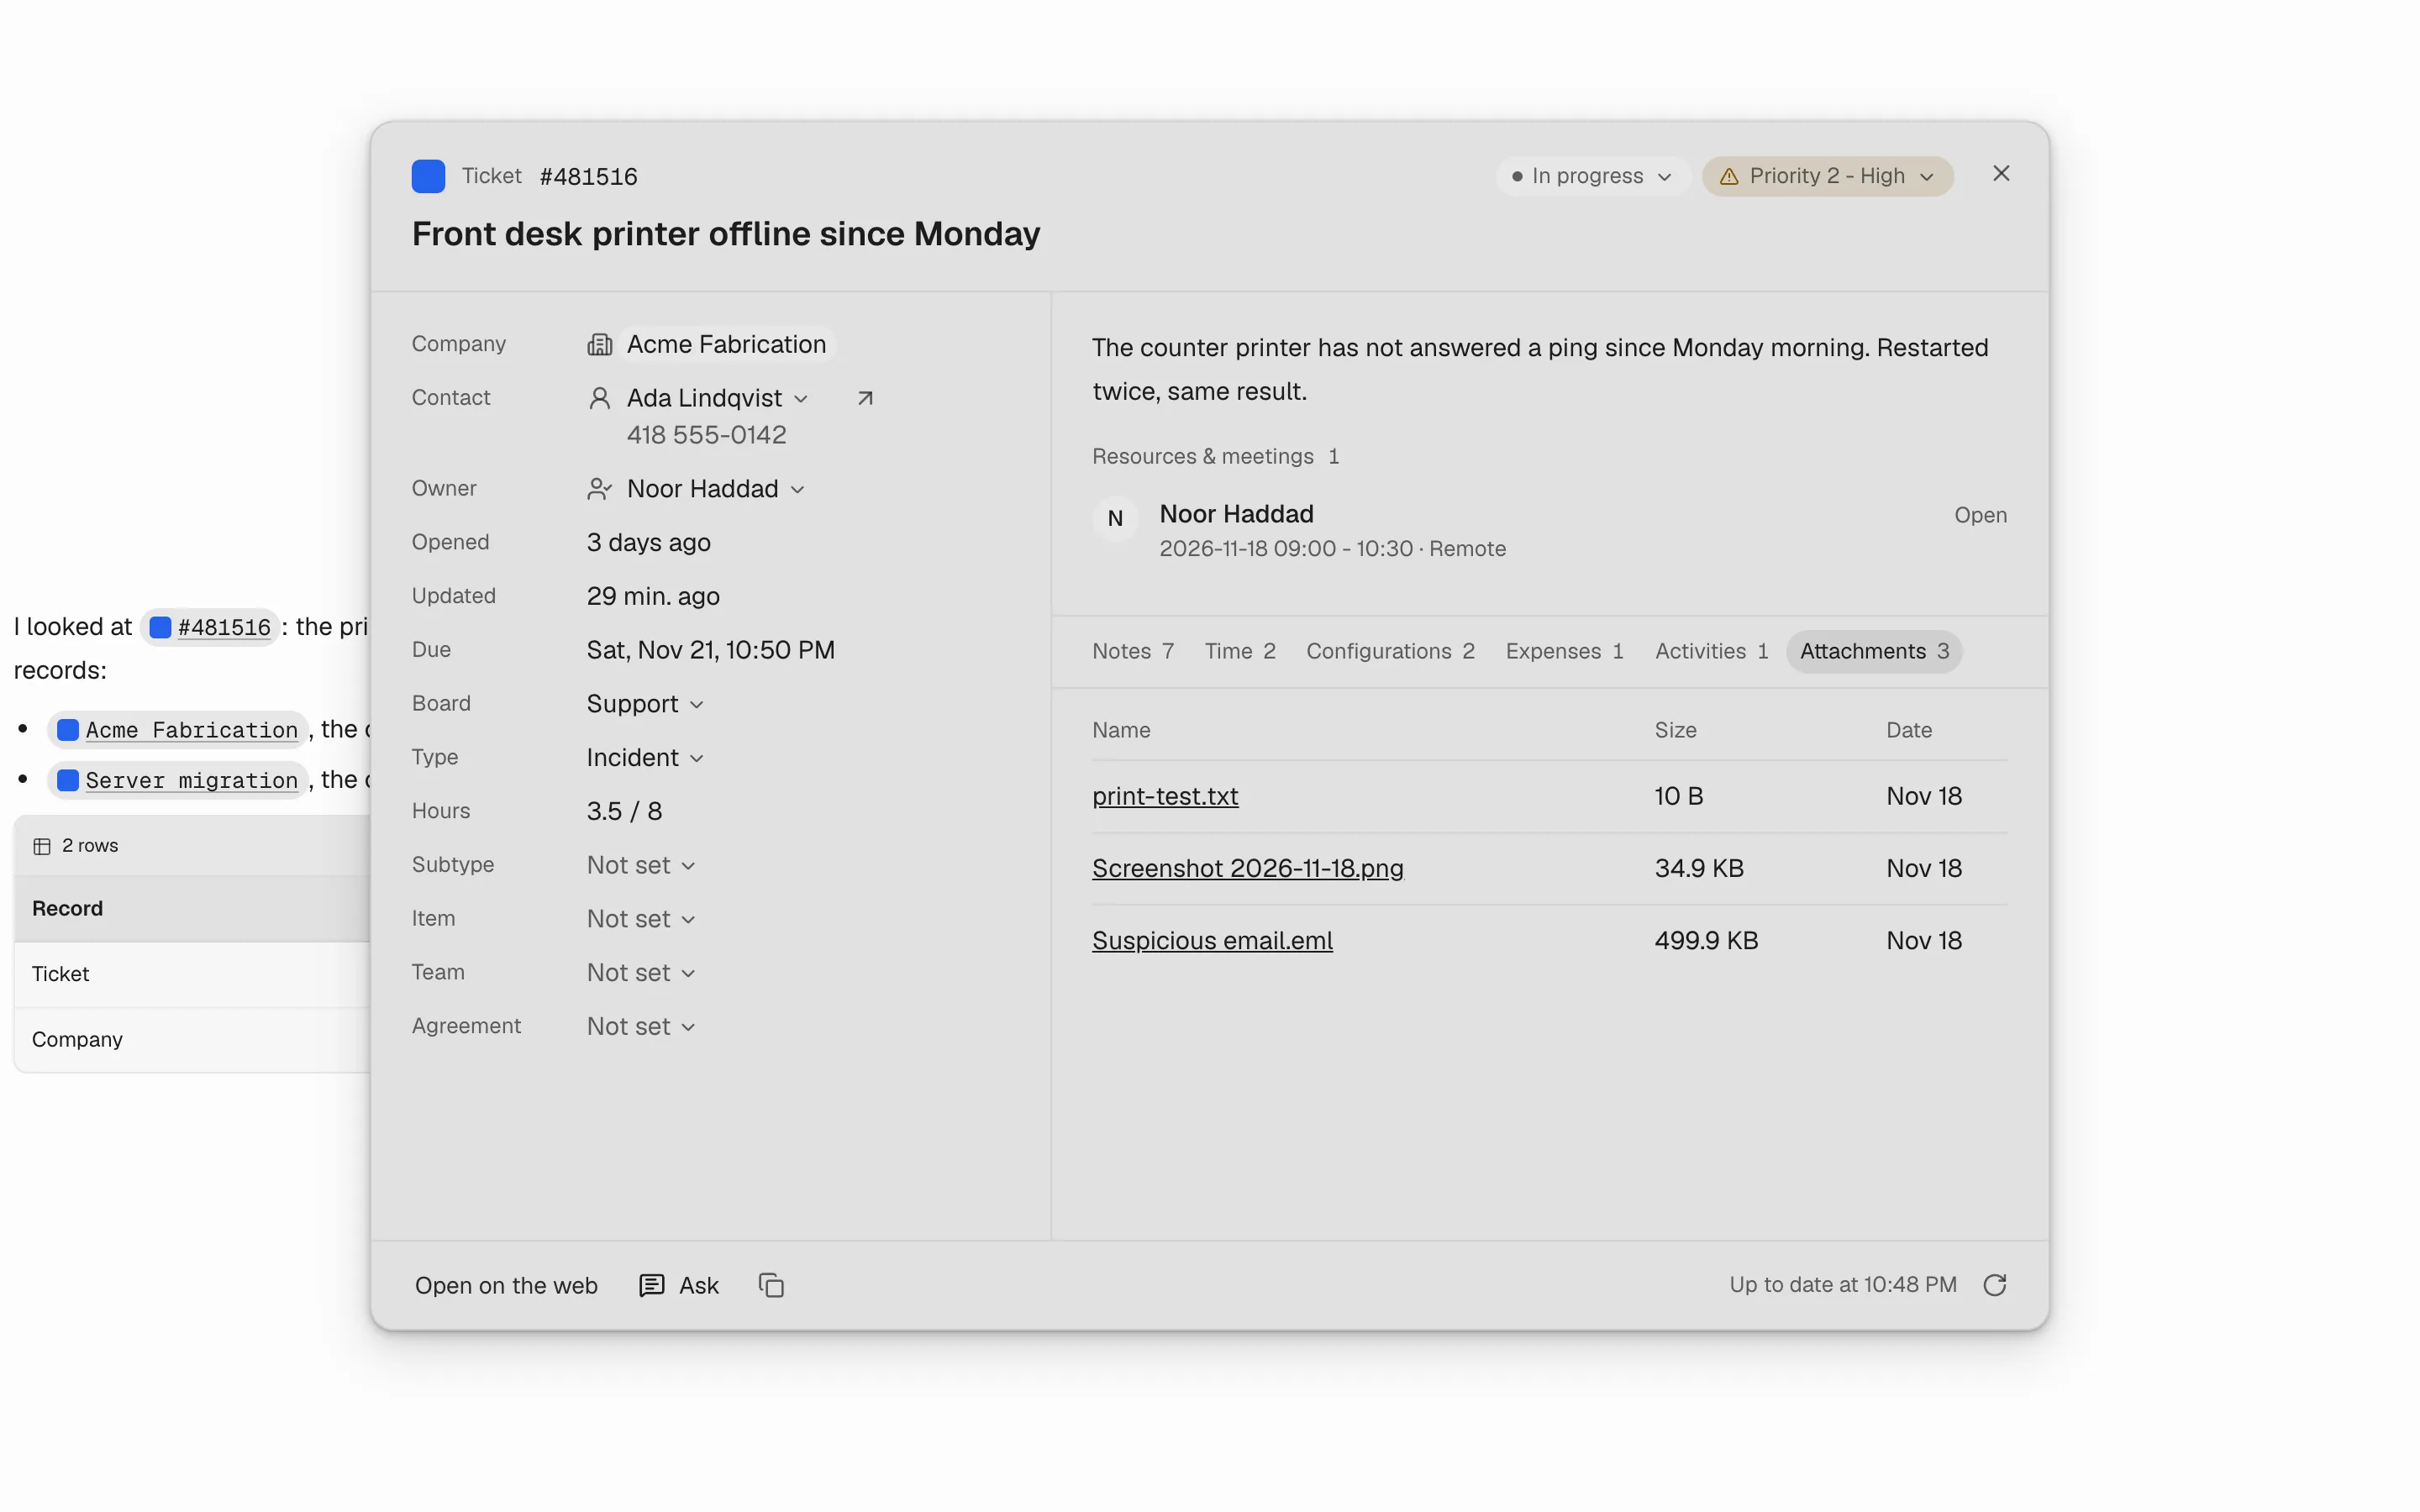 Ticket #481516
In progress
Priority 2 - High
Front desk printer offline since Monday
Company Acme Fabrication
Contact Ada Lindqvist
418 555-0142
Owner Noor Haddad
Opened 3 days ago
Updated 29 min. ago
Due Sat, Nov 21, 10:50 PM
Board Support
Type Incident
Hours 3.5 / 8
Subtype Not set
Item Not set
Team Not set
Agreement Not set
The counter printer has not answered a ping since Monday morning. Restarted
twice, same result.
Resources & meetings 1
N
Noor Haddad
Open
2026-11-18 09:00 - 10:30 · Remote
Notes 7 Time 2 Configurations 2 Expenses 1 Activities 1 Attachments 3
Name Size Date
print-test.txt 10 B Nov 18
Screenshot 2026-11-18.png 34.9 KB Nov 18
Suspicious email.eml 499.9 KB Nov 18
Open on the web Ask
Up to date at 10:48 PM
I looked at #481516 : the
records:
• Acme Fabrication , the
• Server migration , the
2 rows
Record
Ticket
Company